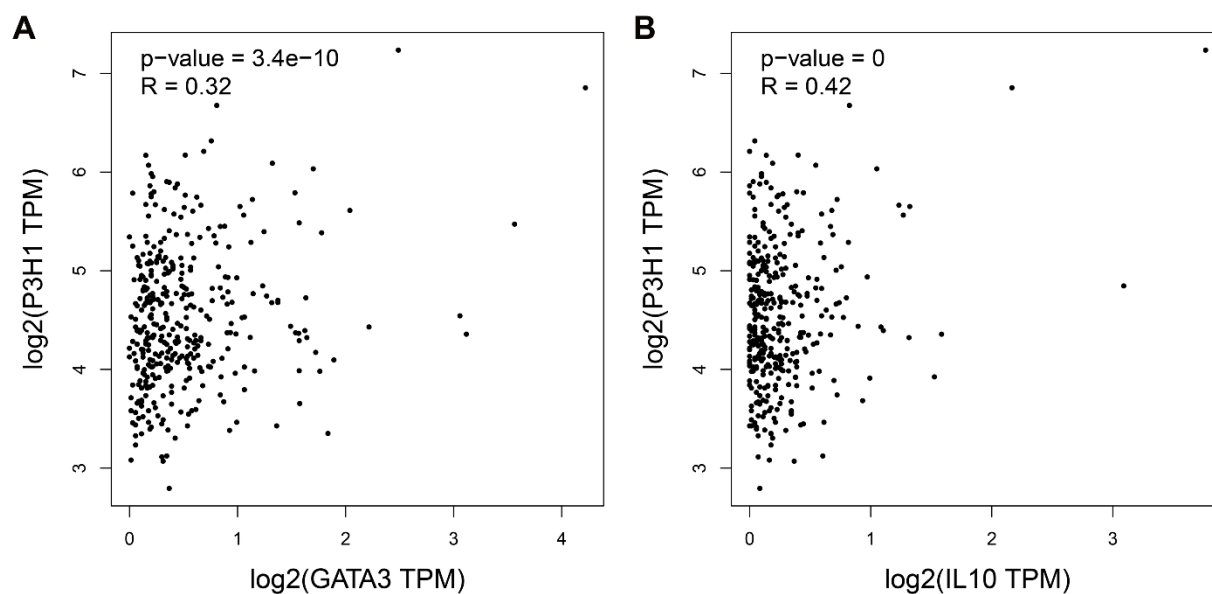 A
p−value = 3.4e−10
R = 0.32
log2(P3H1 TPM)
7
6
5
4
3
0 1 2 3 4
log2(GATA3 TPM)
B
p−value = 0
R = 0.42
log2(P3H1 TPM)
7
6
5
4
3
0 1 2 3
log2(IL10 TPM)